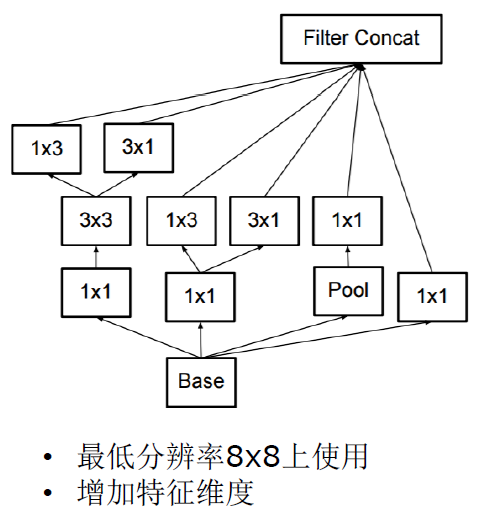 Filter Concat
1x3
3x1
3x3
1x3
3x1
1x1
1x1
1x1
Pool
1x1
Base
• 最低分辨率8x8上使用
• 增加特征维度